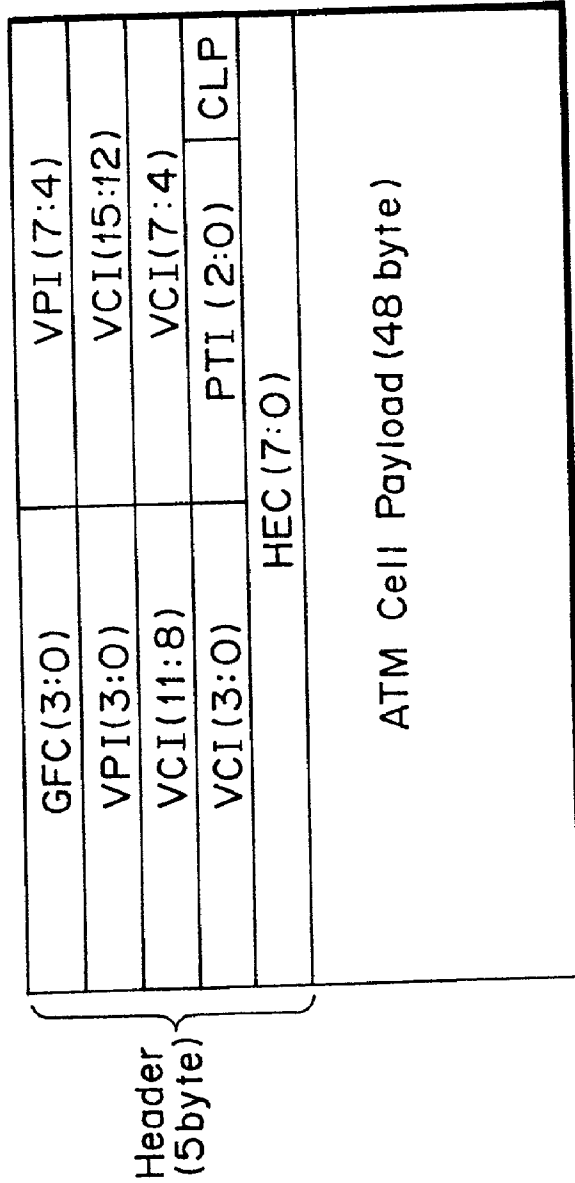 GFC(3:0) VPI(7:4)
VPI(3:0) VCI(15:12)
VCI(11:8) VCI(7:4)
VCI(3:0) PTI(2:0) CLP
HEC(7:0)
Header
(5byte)
ATM Cell Payload(48 byte)